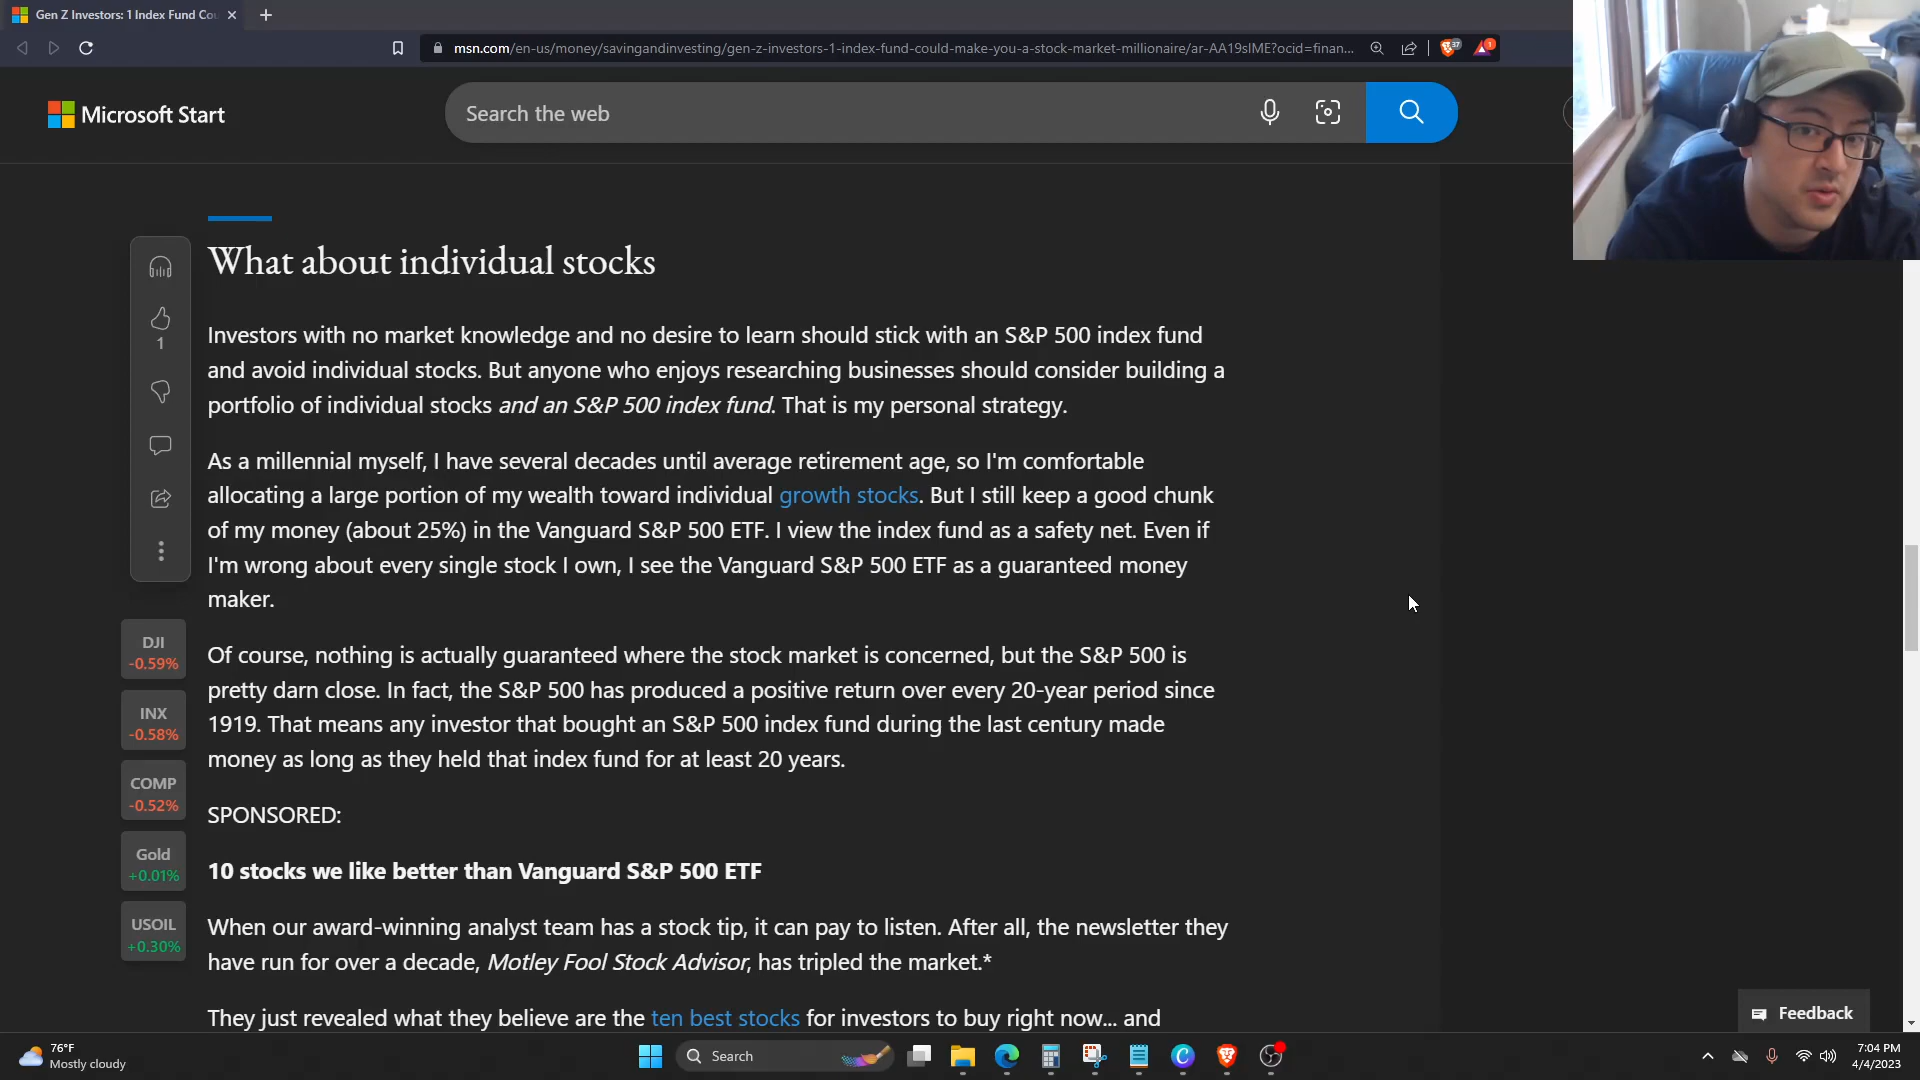 Gen Z Investors: 1 Index Fund Cou
msn.com/en-us/money/savingandinvesting/gen-z-investors-1-index-fund-could-make-you-a-stock-market-millionaire/ar-AA19sIME?ocid=finan...
37
1
Microsoft Start
Search the web
What about individual stocks
1
Investors with no market knowledge and no desire to learn should stick with an S&P 500 index fund
and avoid individual stocks. But anyone who enjoys researching businesses should consider building a
portfolio of individual stocks and an S&P 500 index fund. That is my personal strategy.
As a millennial myself, I have several decades until average retirement age, so I'm comfortable
allocating a large portion of my wealth toward individual growth stocks. But I still keep a good chunk
of my money (about 25%) in the Vanguard S&P 500 ETF. I view the index fund as a safety net. Even if
I'm wrong about every single stock I own, I see the Vanguard S&P 500 ETF as a guaranteed money
maker.
DJI
-0.59%
INX
-0.58%
COMP
-0.52%
Gold
+0.01%
USOIL
+0.30%
Of course, nothing is actually guaranteed where the stock market is concerned, but the S&P 500 is
pretty darn close. In fact, the S&P 500 has produced a positive return over every 20-year period since
1919. That means any investor that bought an S&P 500 index fund during the last century made
money as long as they held that index fund for at least 20 years.
SPONSORED:
10 stocks we like better than Vanguard S&P 500 ETF
When our award-winning analyst team has a stock tip, it can pay to listen. After all, the newsletter they
have run for over a decade, Motley Fool Stock Advisor, has tripled the market.*
They just revealed what they believe are the ten best stocks for investors to buy right now... and
Feedback
76°F
Mostly cloudy
Search
7:04 PM
4/4/2023